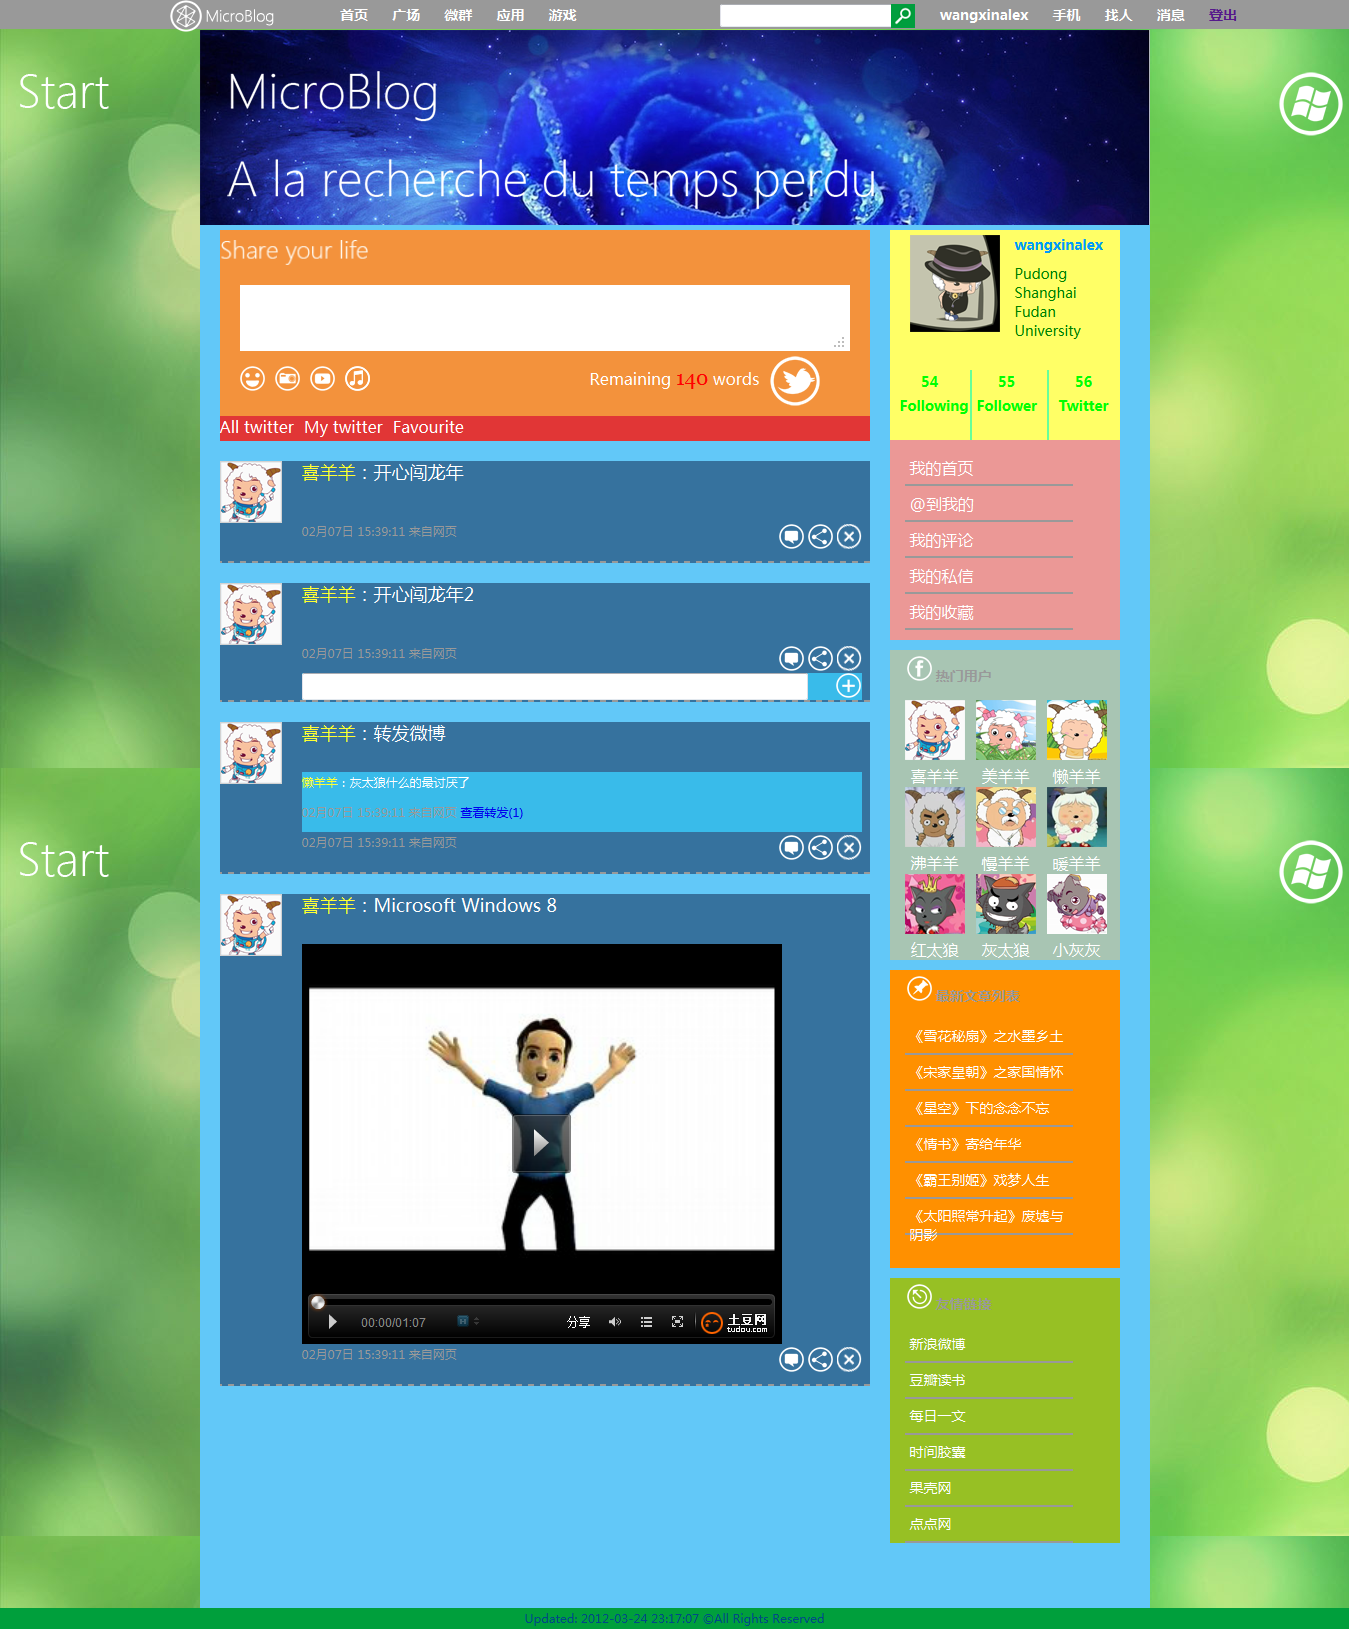 MicroBlog 首页 广场 微群 应用 游戏 wangxinalex 手机 找人 消息 登出
Start
MicroBlog
A la recherche du temps perdu
Share your life
Remaining 140 words
All twitter My twitter Favourite
喜羊羊：开心闯龙年
02月07日 15:39:11 来自网页
喜羊羊：开心闯龙年2
02月07日 15:39:11 来自网页
喜羊羊：转发微博
懒羊羊：灰太狼什么的最讨厌了
02月07日 15:39:11 来自网页 查看转发(1)
02月07日 15:39:11 来自网页
Start
喜羊羊：Microsoft Windows 8
00:00/01:07 分享 土豆网
tudou.com
02月07日 15:39:11 来自网页
wangxinalex
Pudong
Shanghai
Fudan
University
54 55 56
Following Follower Twitter
我的首页
@到我的
我的评论
我的私信
我的收藏
热门用户
喜羊羊 美羊羊 懒羊羊
沸羊羊 慢羊羊 暖羊羊
红太狼 灰太狼 小灰灰
最新文章列表
《雪花秘扇》之水墨乡土
《宋家皇朝》之家国情怀
《星空》下的念念不忘
《情书》寄给年华
《霸王别姬》戏梦人生
《太阳照常升起》废墟与
阴影
友情链接
新浪微博
豆瓣读书
每日一文
时间胶囊
果壳网
点点网
Updated: 2012-03-24 23:17:07 ©All Rights Reserved